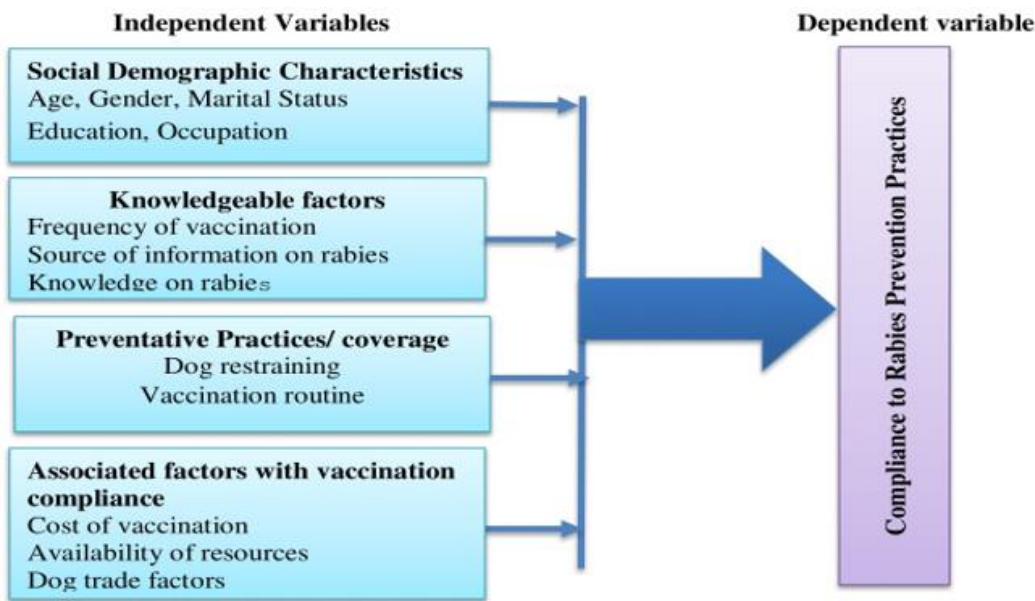 Independent Variables
Dependent variable
Social Demographic Characteristics
Age, Gender, Marital Status
Education, Occupation
Knowledgeable factors
Frequency of vaccination
Source of information on rabies
Knowledge on rabies
Preventative Practices/ coverage
Dog restraining
Vaccination routine
Associated factors with vaccination
compliance
Cost of vaccination
Availability of resources
Dog trade factors
Compliance to Rabies Prevention Practices